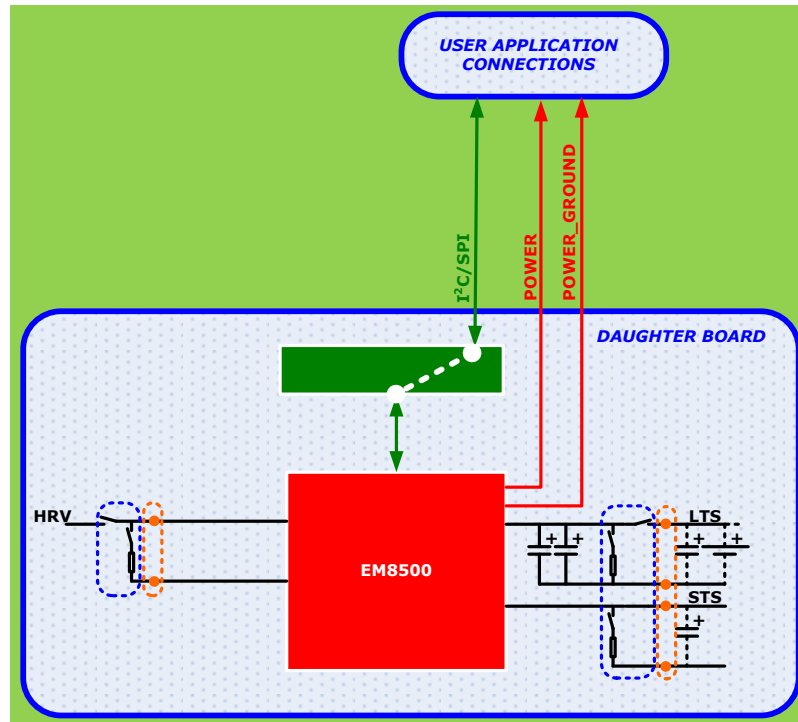 USER APPLICATION
CONNECTIONS
I²C/SPI
POWER
POWER_GROUND
DAUGHTER BOARD
HRV
EM8500
LTS
STS
+
+
+
+
+